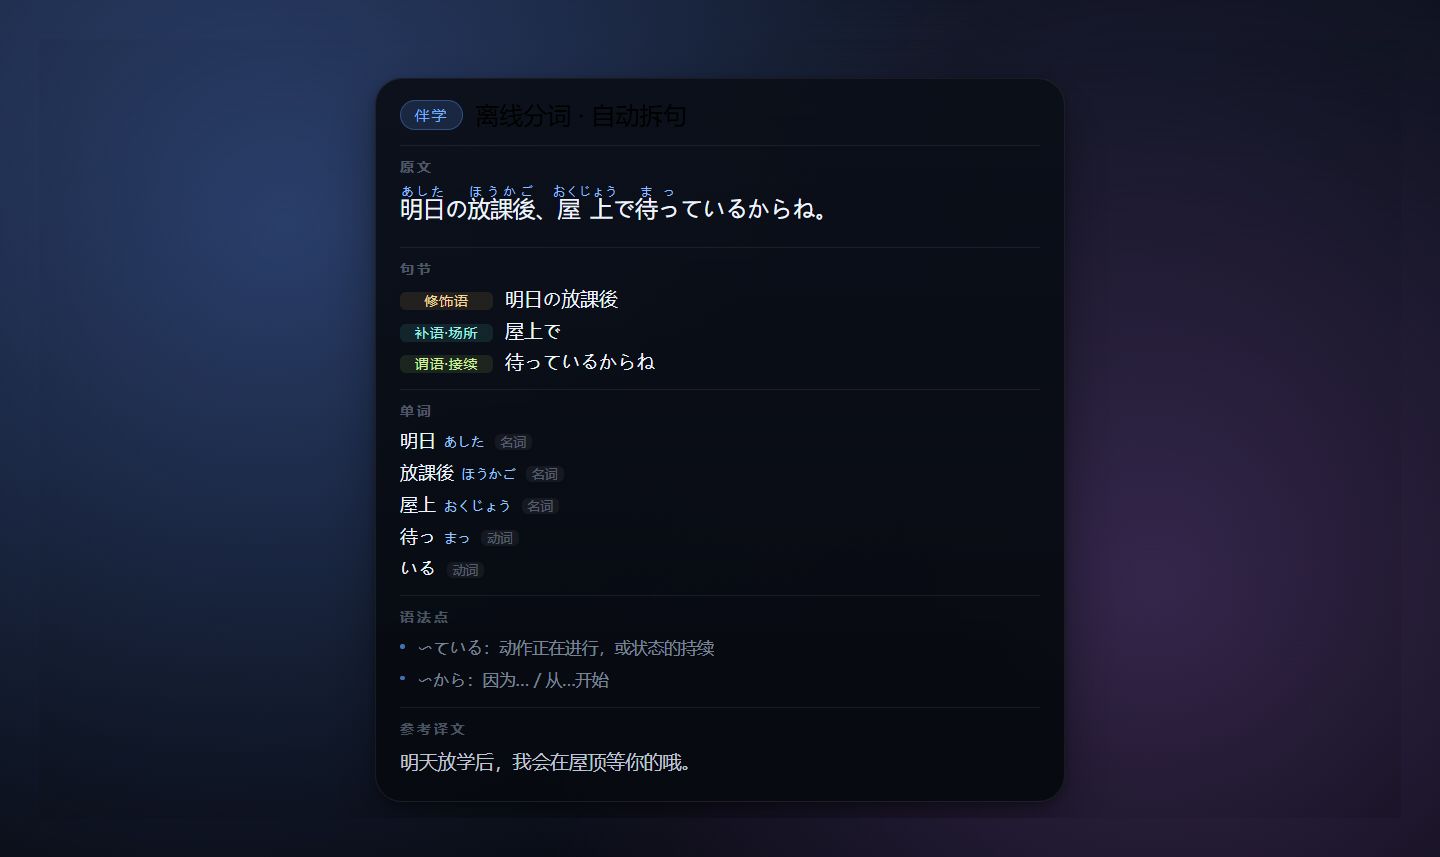 伴学 离线分词 · 自动拆句
原文
あした ほうかご おくじょう まっ
明日の放課後、屋上で待っているからね。
句节
修饰语 明日の放課後
补语·场所 屋上で
谓语·接续 待っているからね
单词
明日 あした 名词
放課後 ほうかご 名词
屋上 おくじょう 名词
待っ まっ 动词
いる 动词
语法点
• 〜ている：动作正在进行，或状态的持续
• 〜から：因为... / 从...开始
参考译文
明天放学后，我会在屋顶等你的哦。